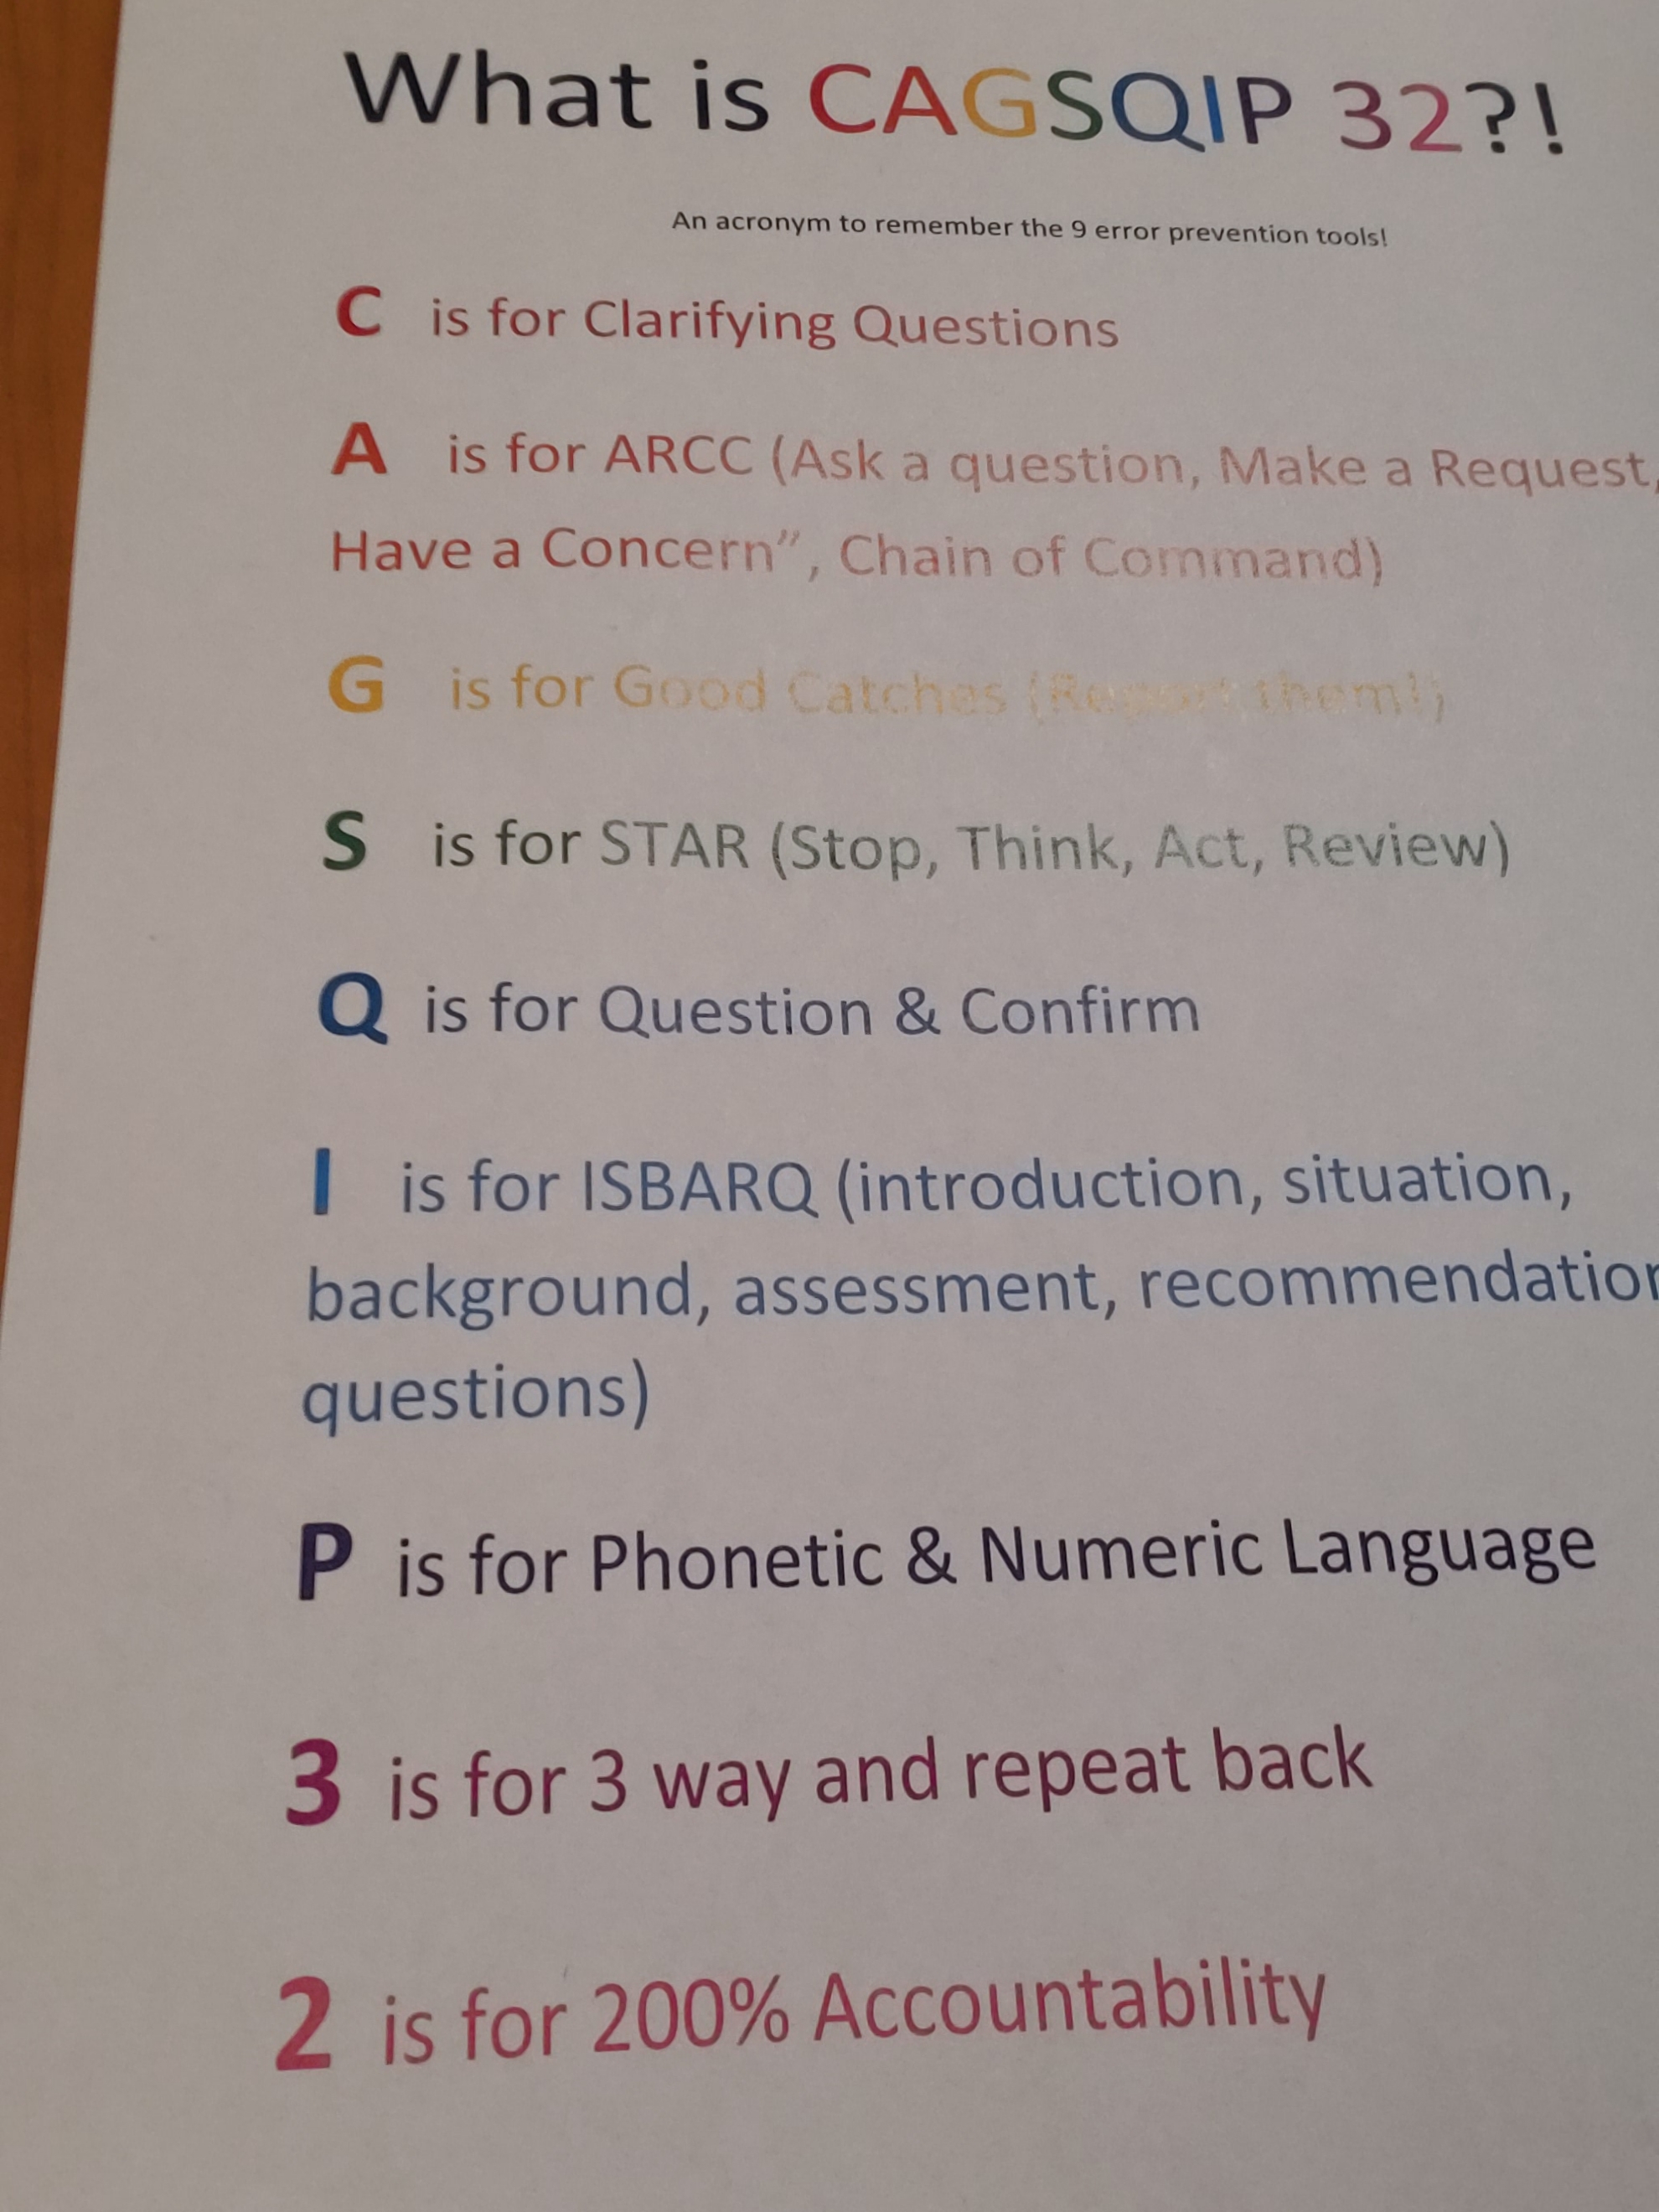 What is CAGSQIP 32?!
An acronym to remember the 9 error prevention tools!
C is for Clarifying Questions
A is for ARCC (Ask a question, Make a Request,
Have a Concern”, Chain of Command)
G is for Good Catches (Report them!)
S is for STAR (Stop, Think, Act, Review)
Q is for Question & Confirm
I is for ISBARQ (introduction, situation,
background, assessment, recommendation
questions)
P is for Phonetic & Numeric Language
3 is for 3 way and repeat back
2 is for 200% Accountability